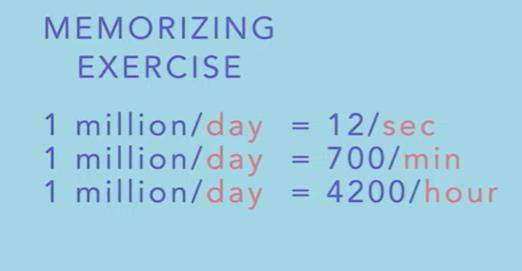 MEMORIZING
EXERCISE
1 million/day = 12/sec
1 million/day = 700/min
1 million/day = 4200/hour